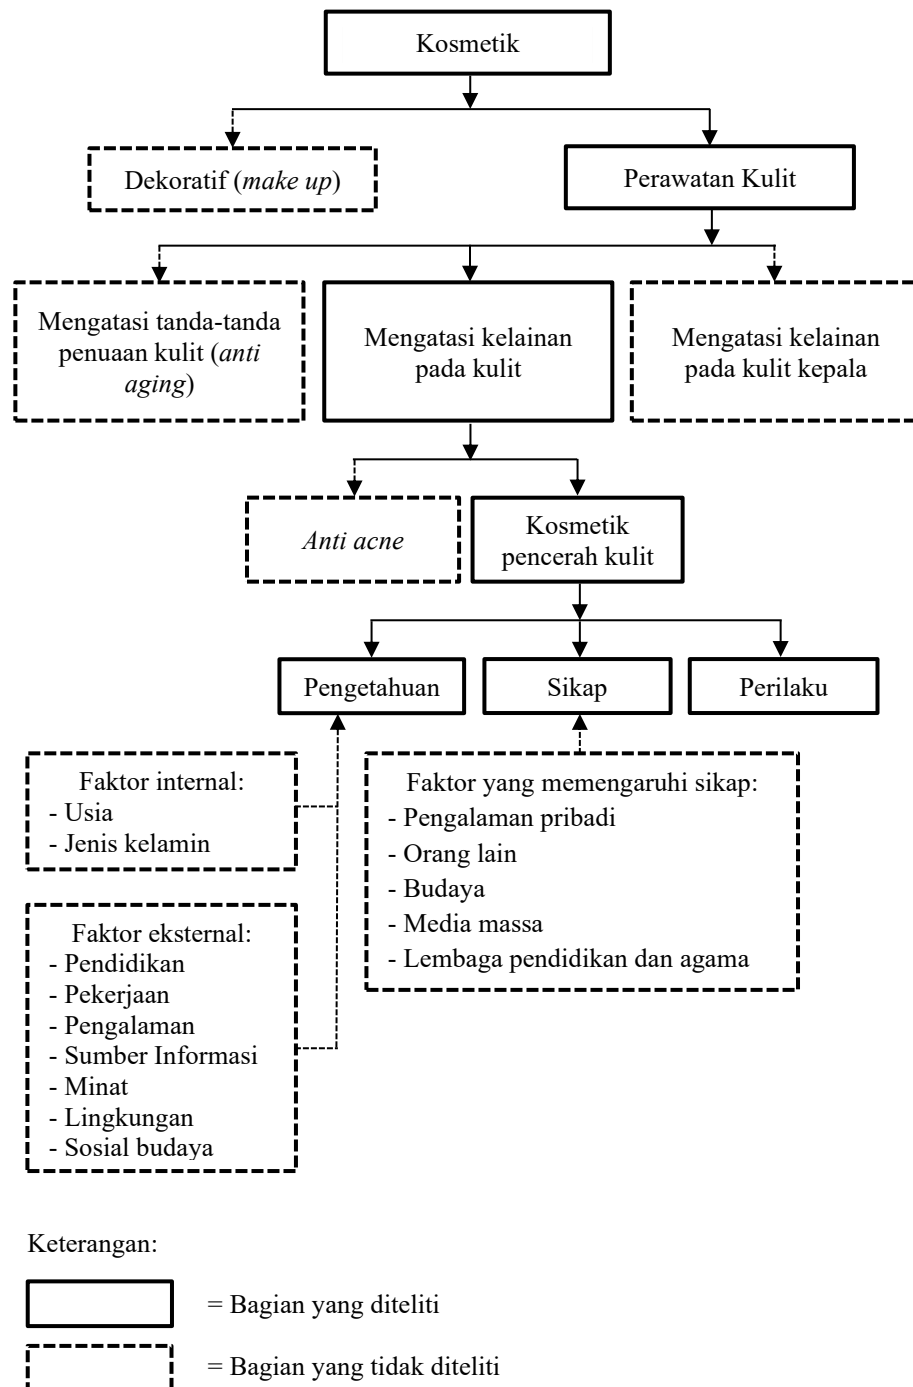 Kosmetik
Dekoratif (make up)
Perawatan Kulit
Mengatasi tanda-tanda
penuaan kulit (anti
aging)
Mengatasi kelainan
pada kulit
Mengatasi kelainan
pada kulit kepala
Anti acne
Kosmetik
pencerah kulit
Pengetahuan
Sikap
Perilaku
Faktor internal:
- Usia
- Jenis kelamin
Faktor yang memengaruhi sikap:
- Pengalaman pribadi
- Orang lain
- Budaya
- Media massa
- Lembaga pendidikan dan agama
Faktor eksternal:
- Pendidikan
- Pekerjaan
- Pengalaman
- Sumber Informasi
- Minat
- Lingkungan
- Sosial budaya
Keterangan:
= Bagian yang diteliti
= Bagian yang tidak diteliti